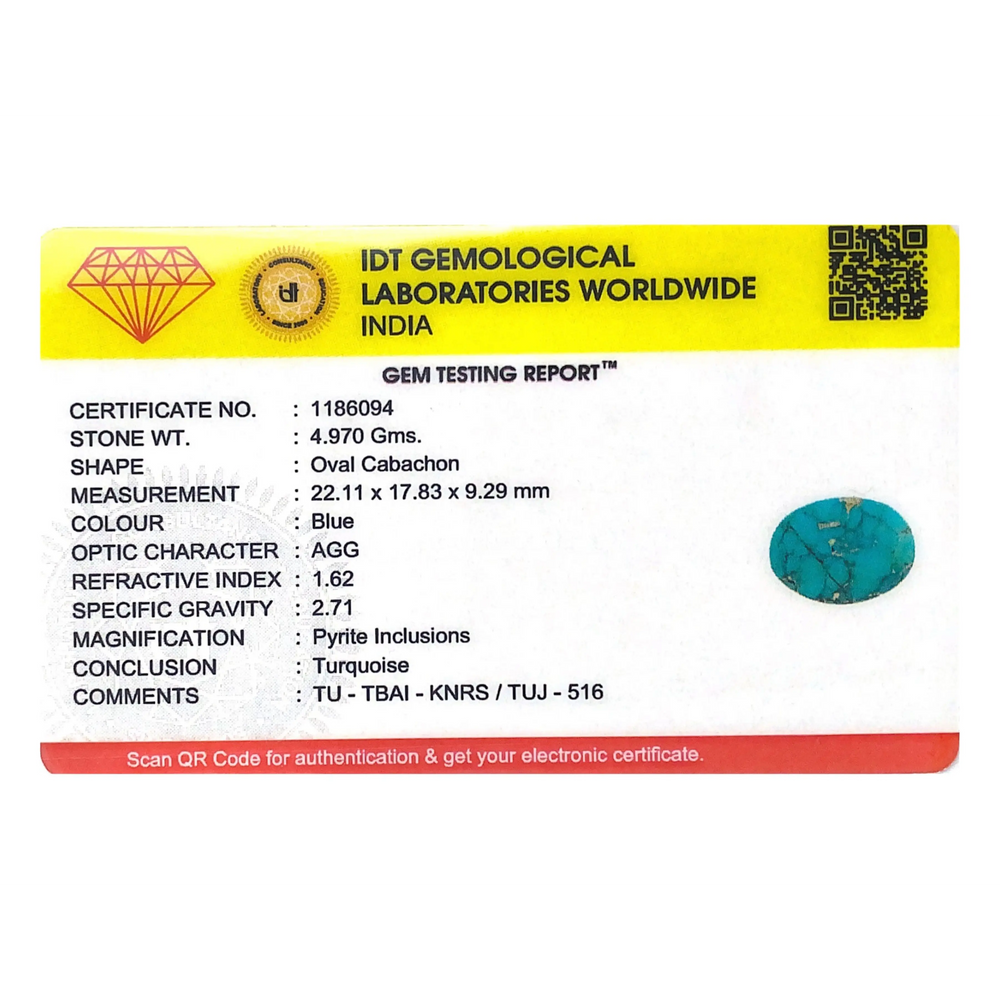 IDT GEMOLOGICAL
LABORATORIES WORLDWIDE
INDIA
CONSULTANCY
idt
SINCE
GEM TESTING REPORT™
CERTIFICATE NO. : 1186094
STONE WT. : 4.970 Gms.
SHAPE : Oval Cabachon
MEASUREMENT : 22.11 x 17.83 x 9.29 mm
COLOUR : Blue
OPTIC CHARACTER : AGG
REFRACTIVE INDEX : 1.62
SPECIFIC GRAVITY : 2.71
MAGNIFICATION : Pyrite Inclusions
CONCLUSION : Turquoise
COMMENTS : TU - TBAI - KNRS / TUJ - 516
Scan QR Code for authentication & get your electronic certificate.